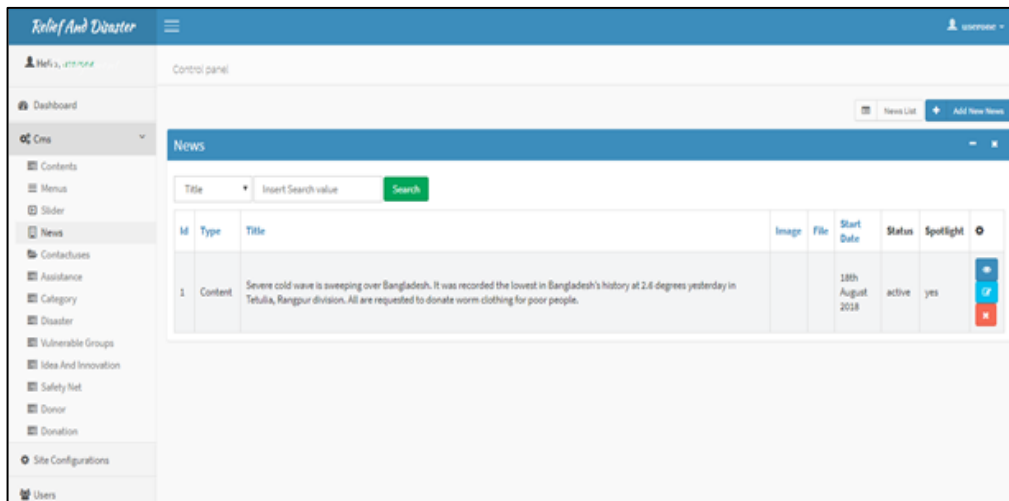 Relief And Disaster
userone
Hello, userone
Control panel
Dashboard
News List
Add New News
Cms
News
Contents
Menus
Title
Insert Search value
Search
Slider
News
Id Type Title Image File Start Date Status Spotlight
Contactuses
Assistance
Category
Disaster
Vulnerable Groups
Idea And Innovation
Safety Net
Donor
Donation
1 Content Severe cold wave is sweeping over Bangladesh. It was recorded the lowest in Bangladesh's history at 2.6 degrees yesterday in
Tetulia, Rangpur division. All are requested to donate worm clothing for poor people.
18th August 2018 active yes
Site Configurations
Users